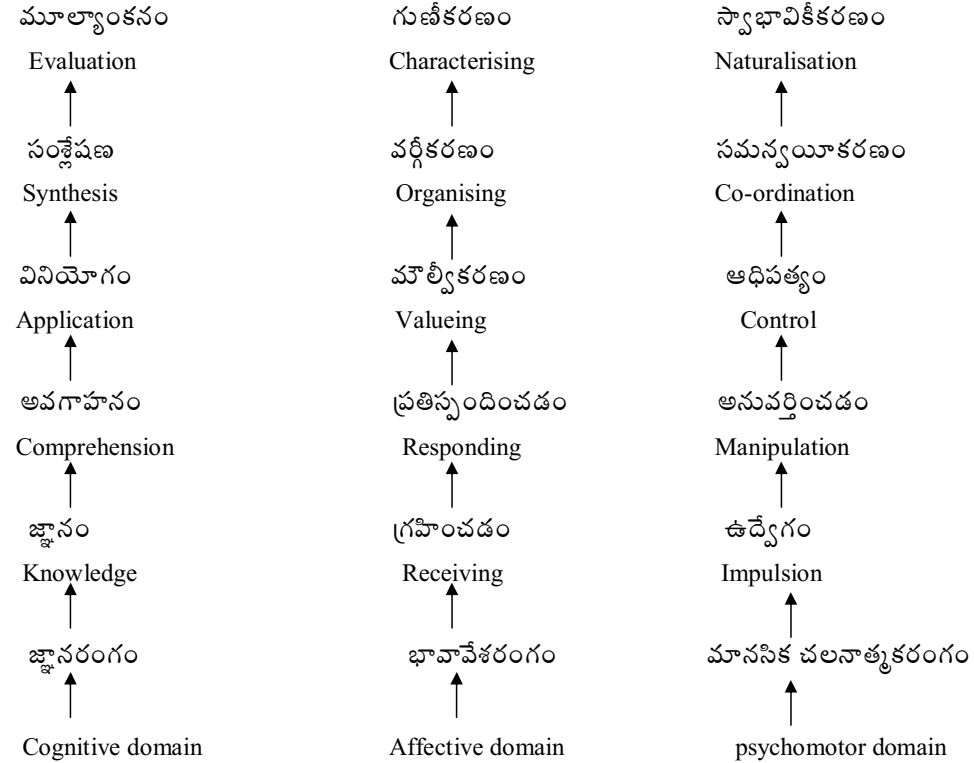 మూల్యాంకనం గుణీకరణం స్వాభావికీకరణం
Evaluation Characterising Naturalisation
సంశ్లేషణ వర్గీకరణం సమన్వయీకరణం
Synthesis Organising Co-ordination
వినియోగం మౌల్వీకరణం ఆధిపత్యం
Application Valueing Control
అవగాహనం ప్రతిస్పందించడం అనువర్తించడం
Comprehension Responding Manipulation
జ్ఞానం గ్రహించడం ఉద్వేగం
Knowledge Receiving Impulsion
జ్ఞానరంగం భావావేశరంగం మానసిక చలనాత్మకరంగం
Cognitive domain Affective domain psychomotor domain